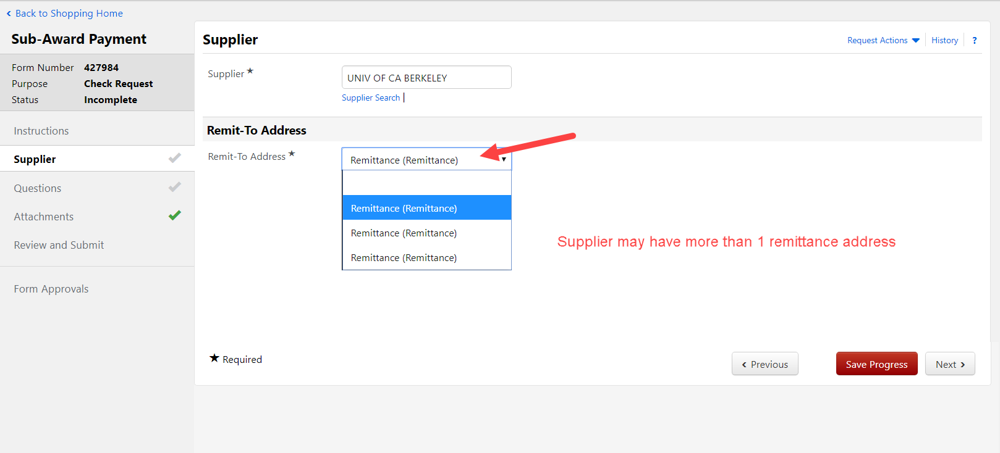 Back to Shopping Home
Sub-Award Payment
Form Number 427984
Purpose Check Request
Status Incomplete
Instructions
Supplier
Questions
Attachments
Review and Submit
Form Approvals
Supplier
Request Actions History ?
Supplier ★ UNIV OF CA BERKELEY
Supplier Search |
Remit-To Address
Remit-To Address ★ Remittance (Remittance)
Remittance (Remittance)
Remittance (Remittance)
Remittance (Remittance)
Supplier may have more than 1 remittance address
★ Required
‹ Previous
Save Progress
Next ›